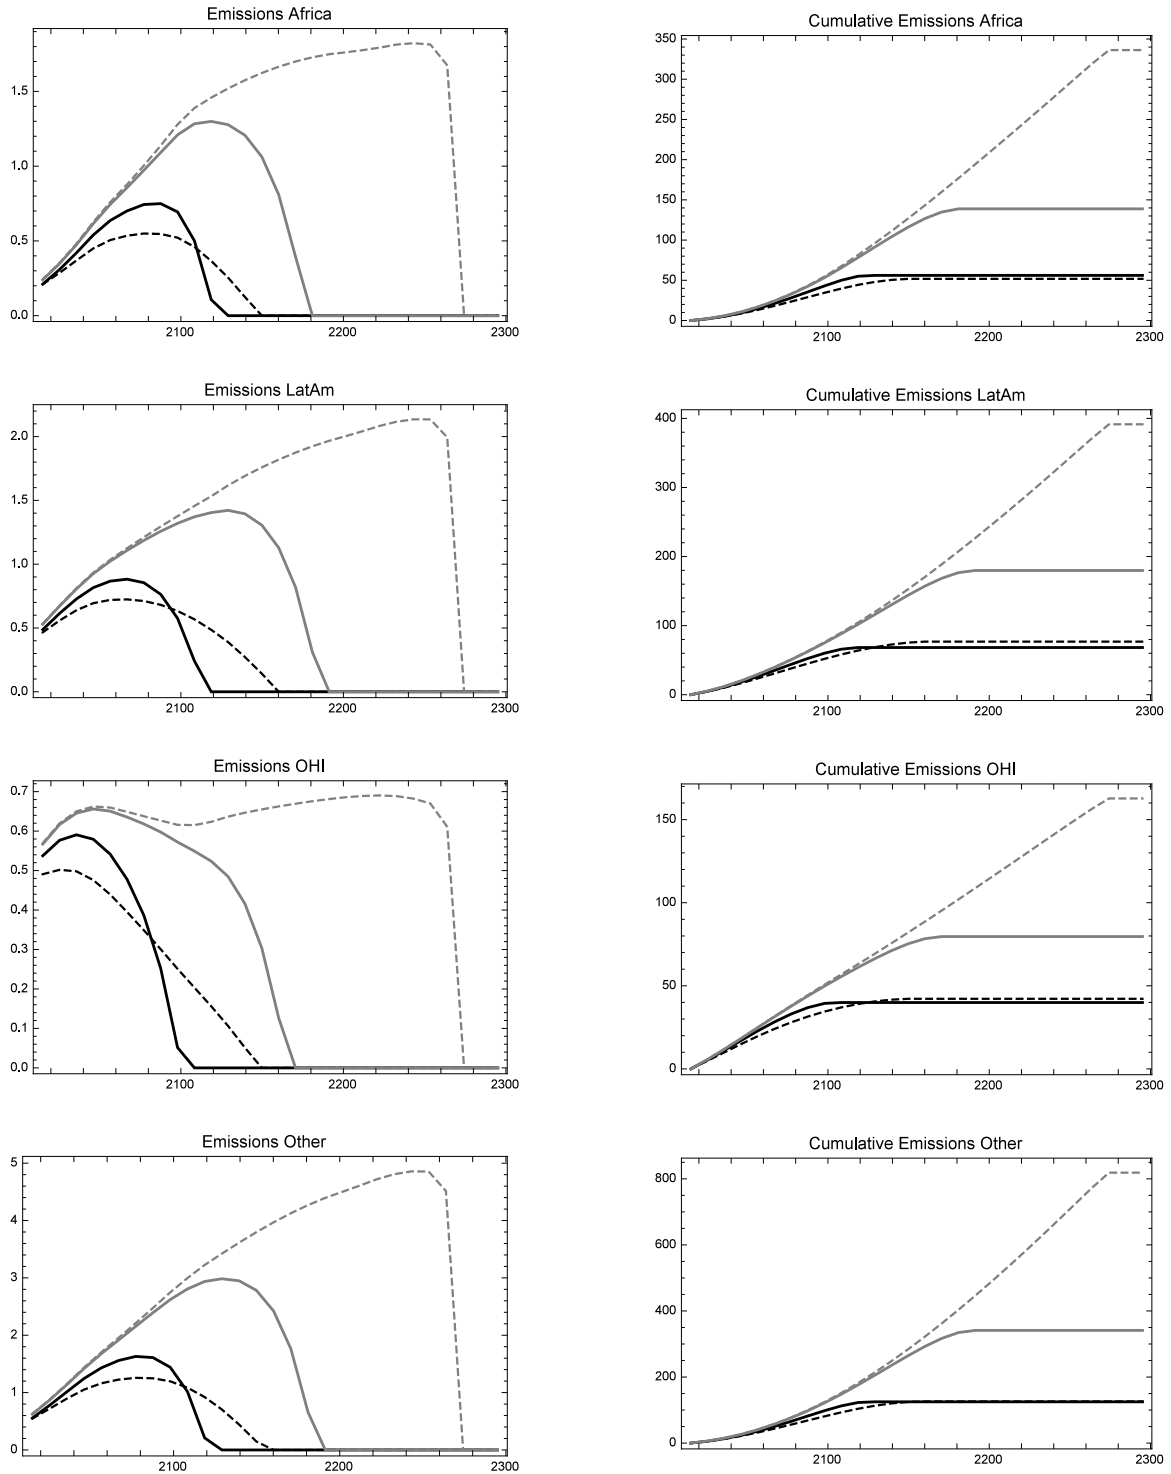 Emissions Africa
1.5
1.0
0.5
0.0
2100 2200 2300
Cumulative Emissions Africa
350
300
250
200
150
100
50
0
2100 2200 2300
Emissions LatAm
2.0
1.5
1.0
0.5
0.0
2100 2200 2300
Cumulative Emissions LatAm
400
300
200
100
0
2100 2200 2300
Emissions OHI
0.7
0.6
0.5
0.4
0.3
0.2
0.1
0.0
2100 2200 2300
Cumulative Emissions OHI
150
100
50
0
2100 2200 2300
Emissions Other
5
4
3
2
1
0
2100 2200 2300
Cumulative Emissions Other
800
600
400
200
0
2100 2200 2300